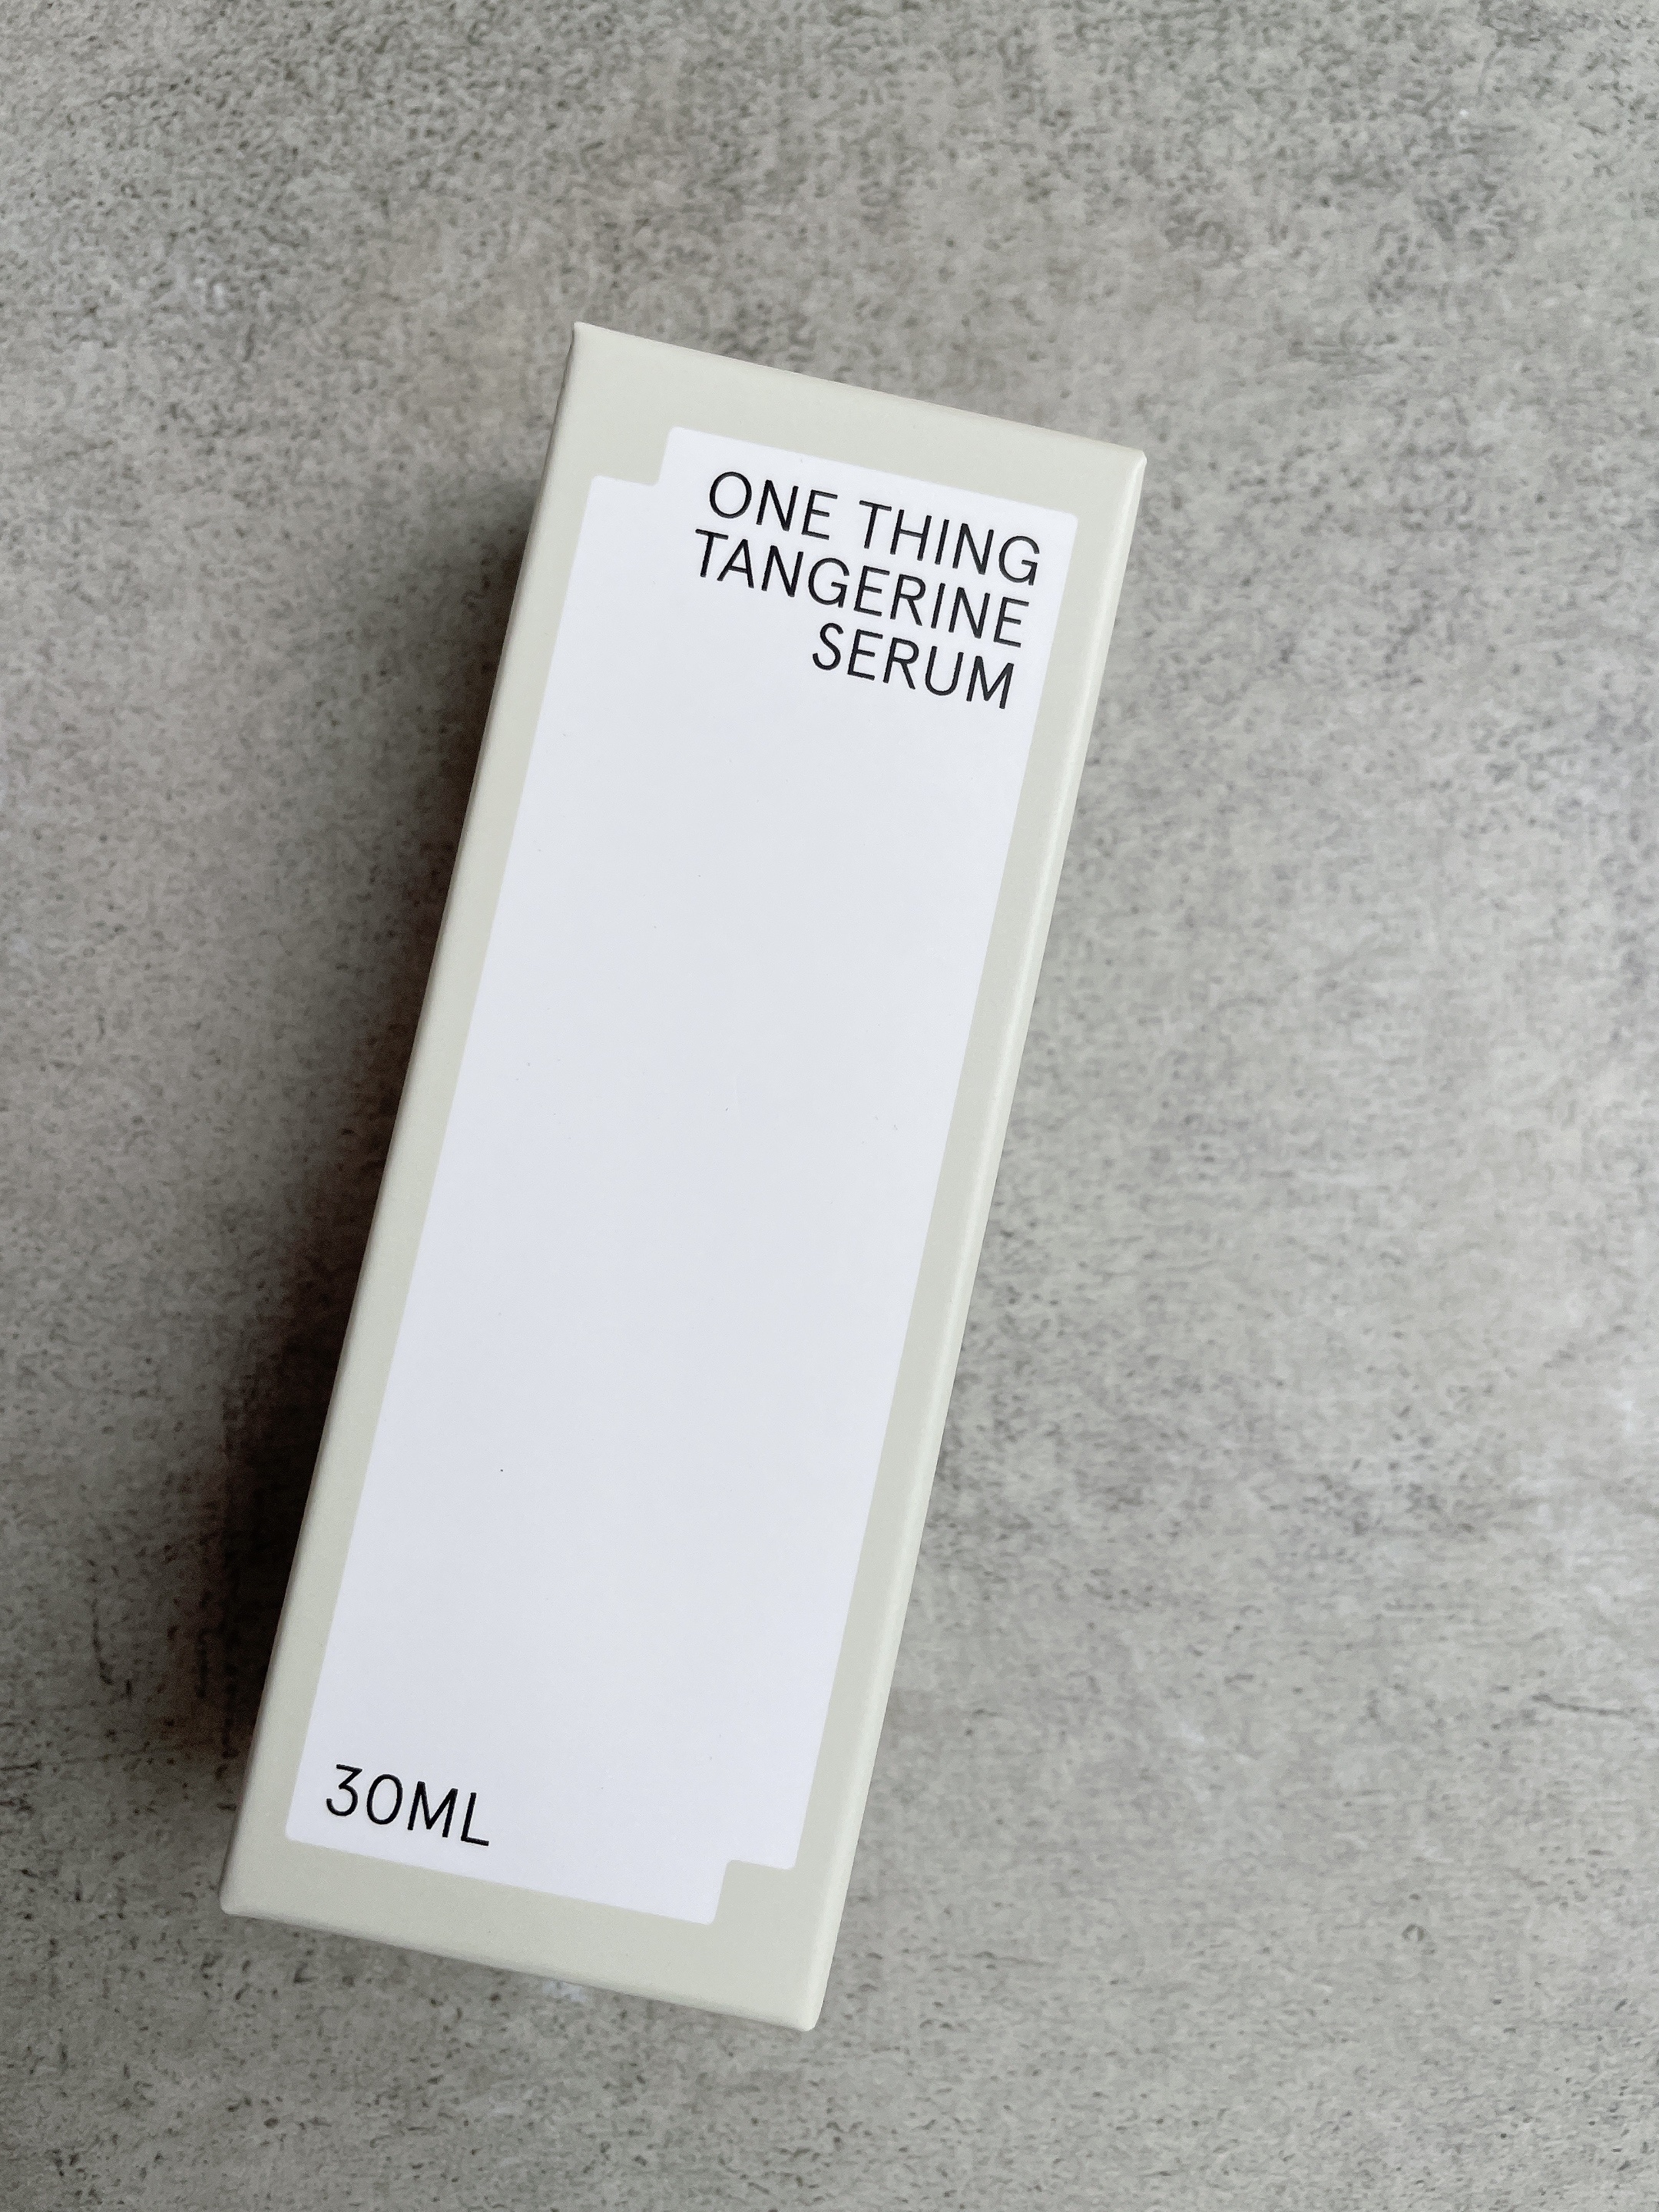 ONE THING
TANGERINE
SERUM
30ML